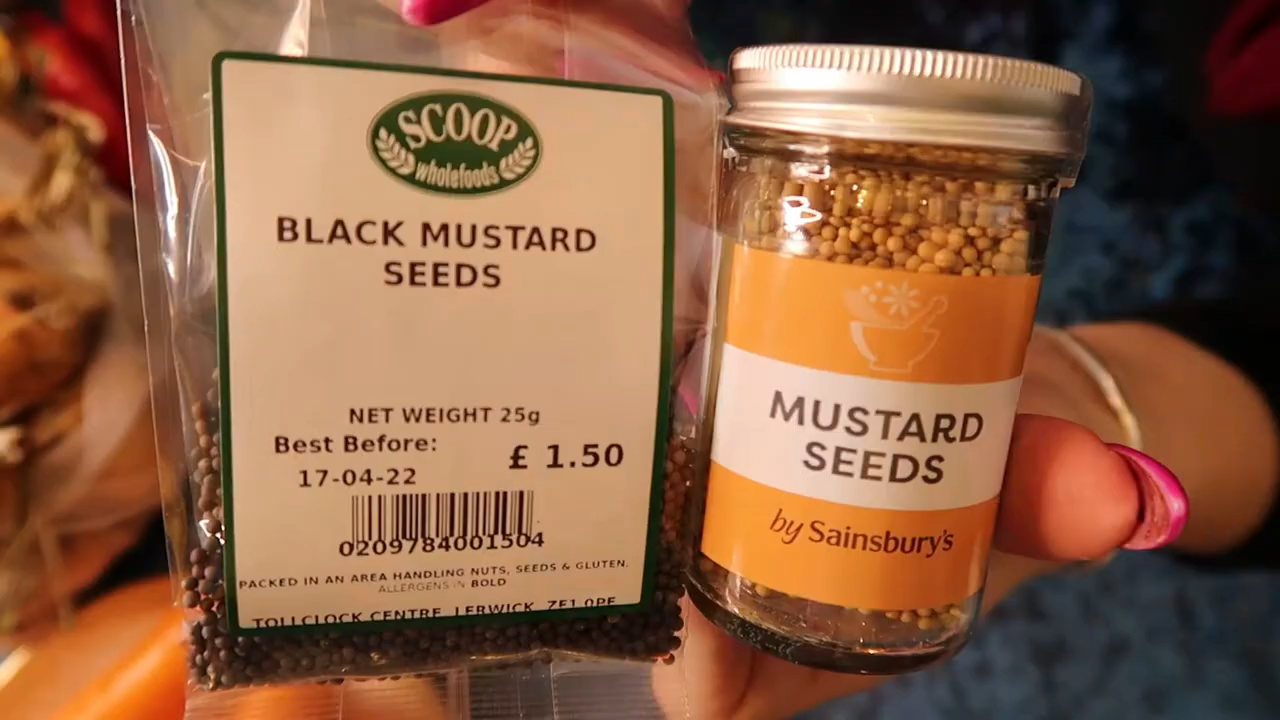 SCOOP
wholefoods
BLACK MUSTARD
SEEDS
NET WEIGHT 25g
Best Before:
£ 1.50
17-04-22
0209784001504
PACKED IN AN AREA HANDLING NUTS, SEEDS & GLUTEN.
ALLERGENS IN BOLD
TOLLCLOCK CENTRE, LERWICK, ZE1 0PE
MUSTARD
SEEDS
by Sainsbury's